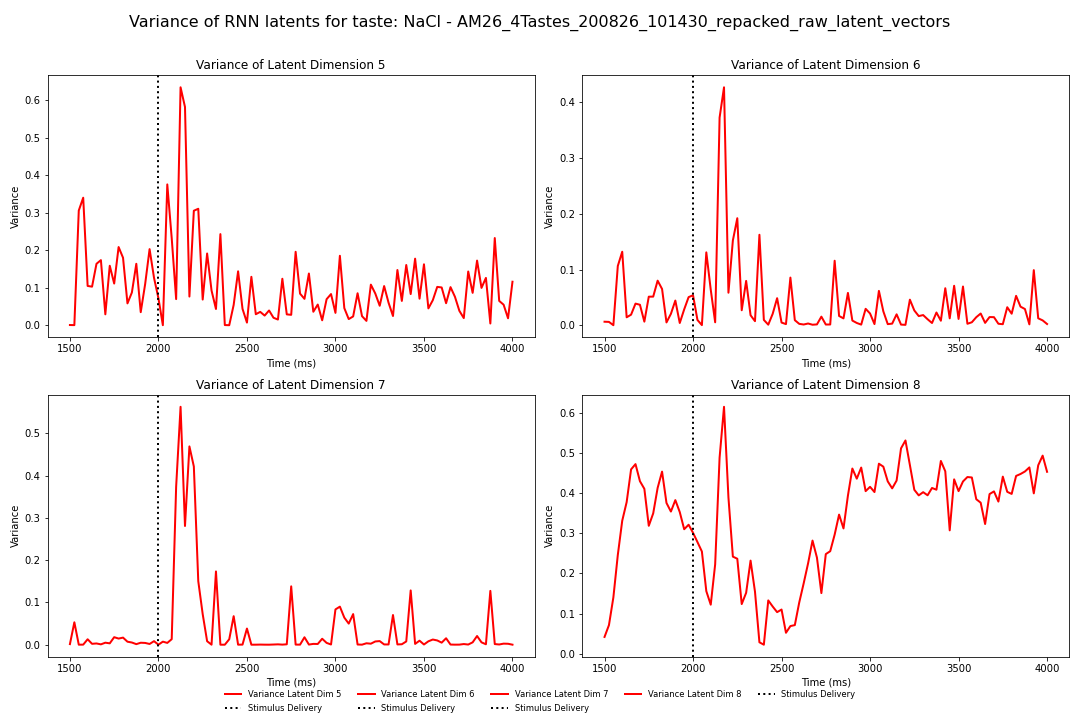 Variance of RNN latents for taste: NaCl - AM26_4Tastes_200826_101430_repacked_raw_latent_vectors
Variance of Latent Dimension 5
Variance
0.6
0.5
0.4
0.3
0.2
0.1
0.0
1500 2000 2500 3000 3500 4000
Time (ms)
Variance of Latent Dimension 6
Variance
0.4
0.3
0.2
0.1
0.0
1500 2000 2500 3000 3500 4000
Time (ms)
Variance of Latent Dimension 7
Variance
0.5
0.4
0.3
0.2
0.1
0.0
1500 2000 2500 3000 3500 4000
Time (ms)
Variance of Latent Dimension 8
Variance
0.6
0.5
0.4
0.3
0.2
0.1
0.0
1500 2000 2500 3000 3500 4000
Time (ms)
Variance Latent Dim 5 Variance Latent Dim 6 Variance Latent Dim 7 Variance Latent Dim 8 Stimulus Delivery
Stimulus Delivery Stimulus Delivery Stimulus Delivery